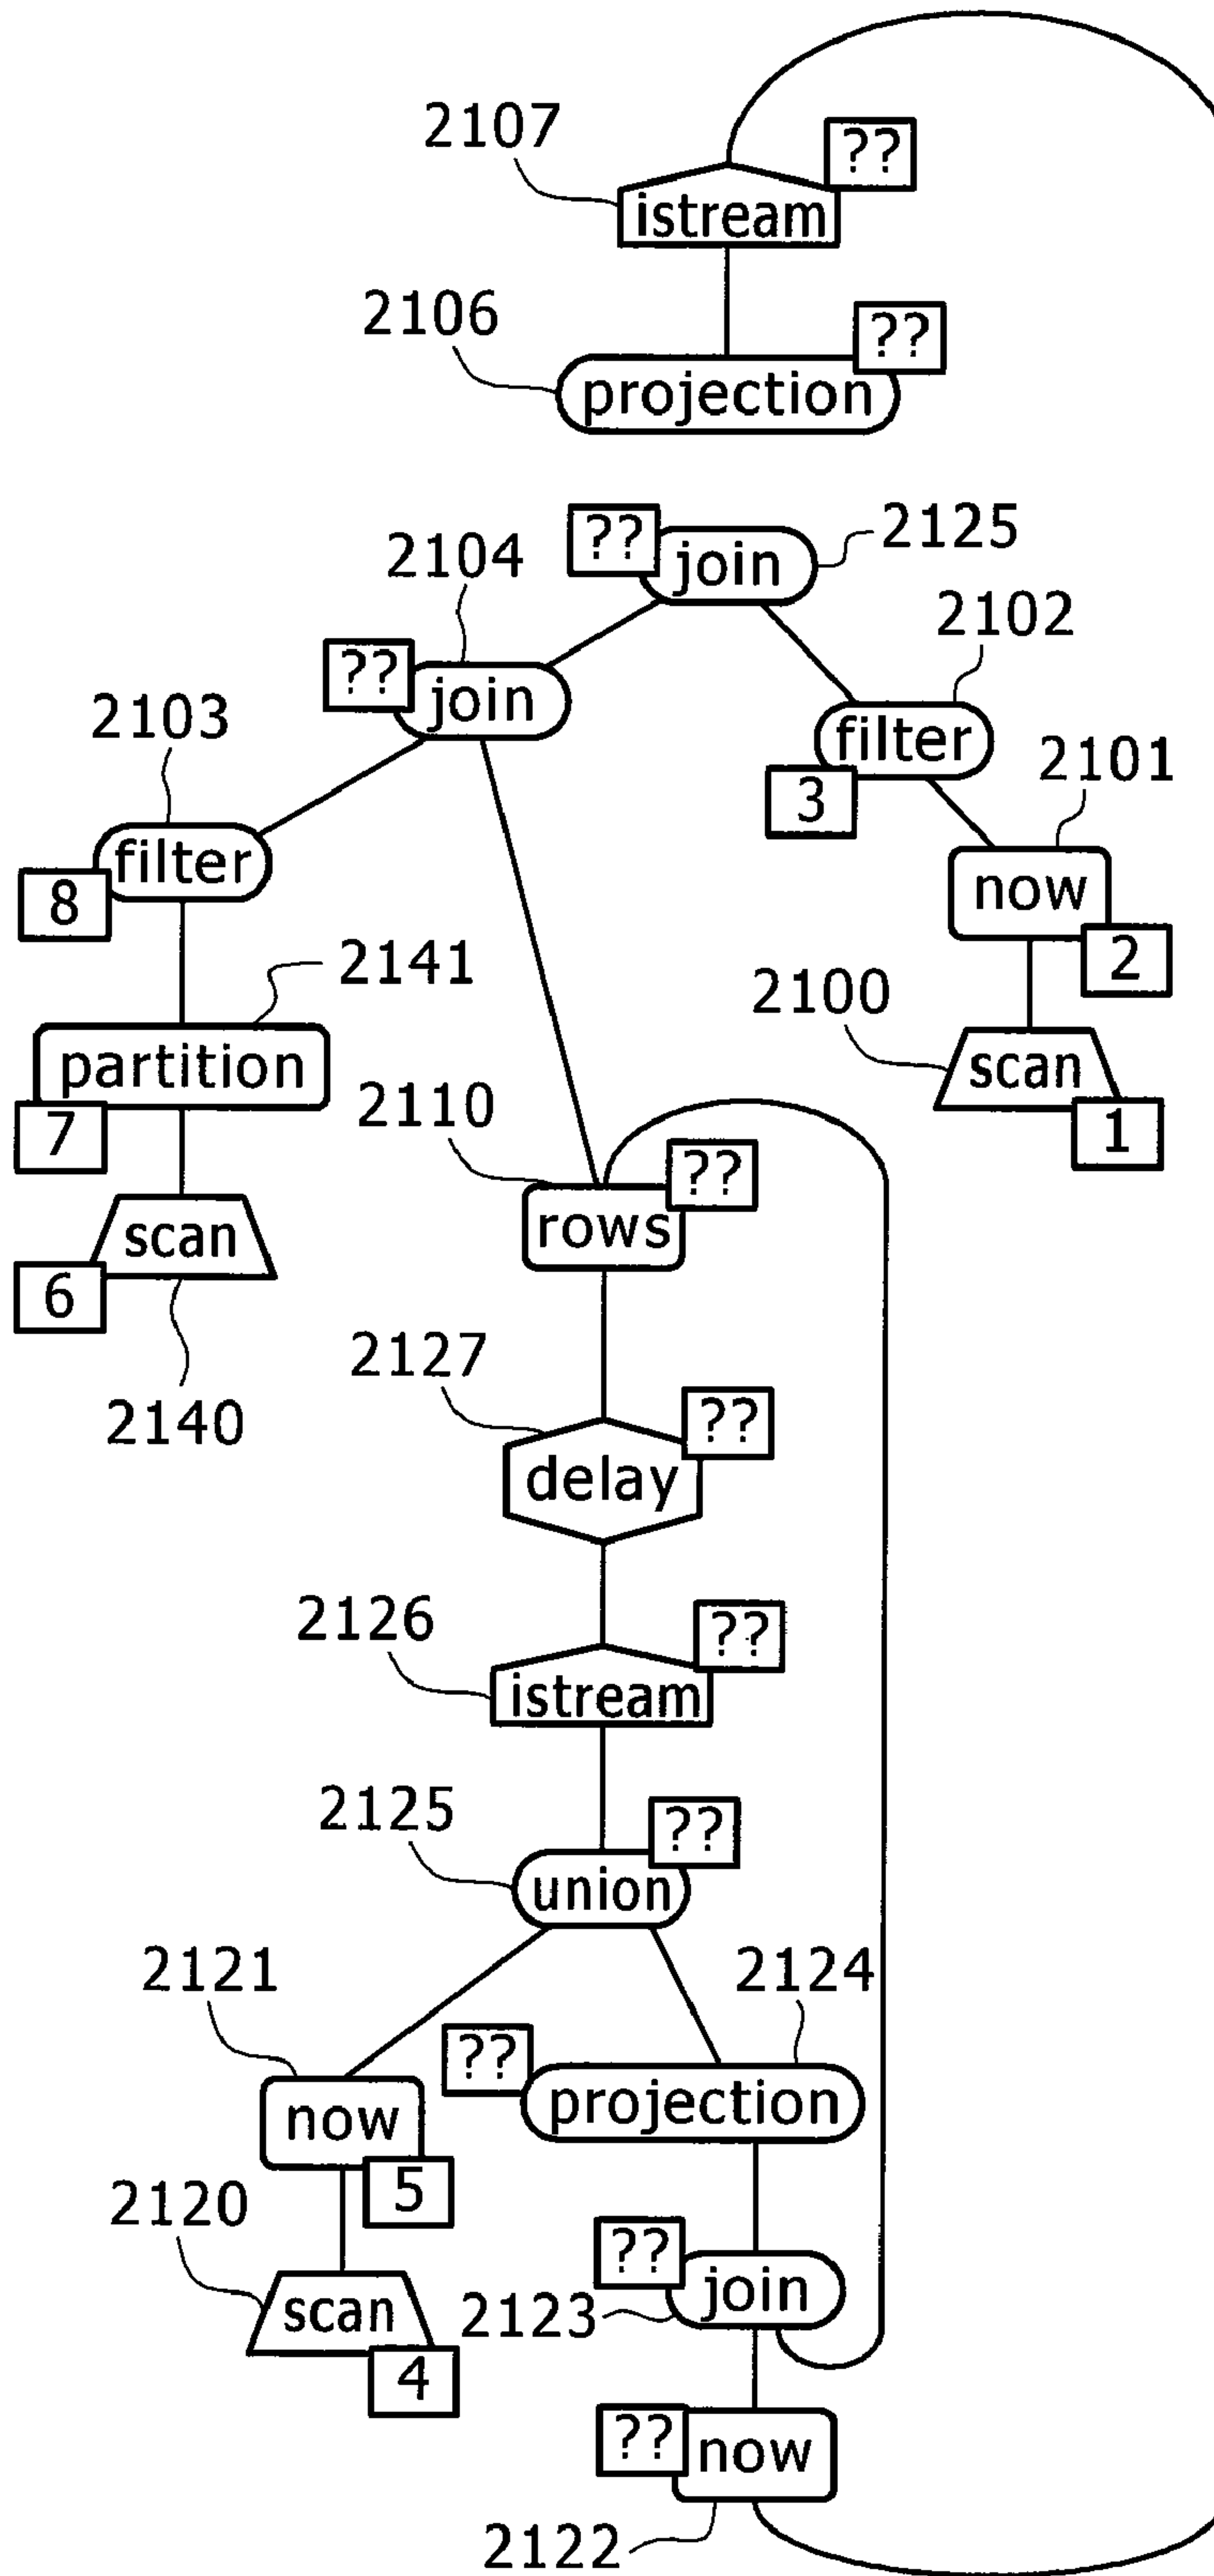 2107
??
istream
2106
??
projection
??
join
2125
2104
??
join
2102
filter
3
2103
filter
8
2101
now
2
2141
partition
7
2100
scan
1
2110
??
rows
scan
6
2140
2127
??
delay
2126
??
istream
2125
??
union
2121
now
5
2124
??
projection
2120
scan
4
??
join
2123
??
now
2122